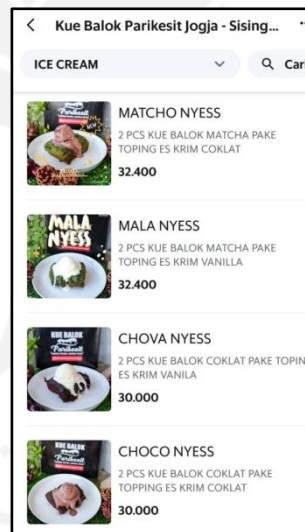 Kue Balok Parikesit Jogja - Sising...
ICE CREAM
Car
MATCHO NYESS
2 PCS KUE BALOK MATCHA PAKE
TOPING ES KRIM COKLAT
32.400
MALA
NYESS
MALA NYESS
2 PCS KUE BALOK MATCHA PAKE
TOPING ES KRIM VANILLA
32.400
KUE BALOK
Parikesit
CHOVA NYESS
2 PCS KUE BALOK COKLAT PAKE TOPIN
ES KRIM VANILA
30.000
KUE BALOK
Parikesit
CHOCO NYESS
2 PCS KUE BALOK COKLAT PAKE
TOPPING ES KRIM COKLAT
30.000